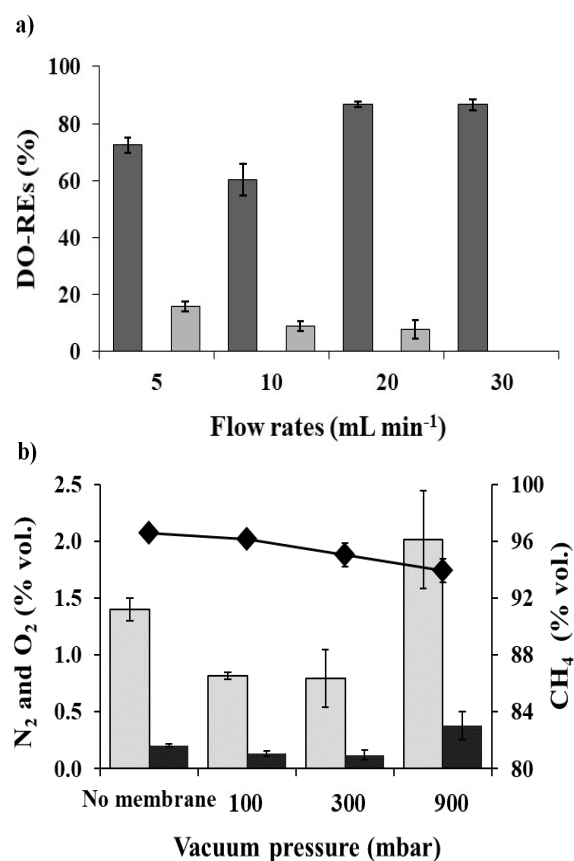 a)
100
80
60
40
20
0
DO-REs (%)
5 10 20 30
Flow rates (mL min⁻¹)
b)
2.5
2.0
1.5
1.0
0.5
0.0
N₂ and O₂ (% vol.)
100
96
92
88
84
80
CH₄ (% vol.)
No membrane 100 300 900
Vacuum pressure (mbar)